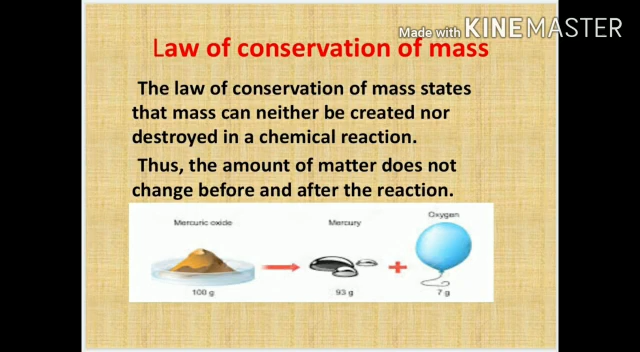 Made with KINEMASTER
Law of conservation of mass
The law of conservation of mass states
that mass can neither be created nor
destroyed in a chemical reaction.
Thus, the amount of matter does not
change before and after the reaction.
Mercuric oxide Mercury Oxygen
+
100 g 93 g 7 g